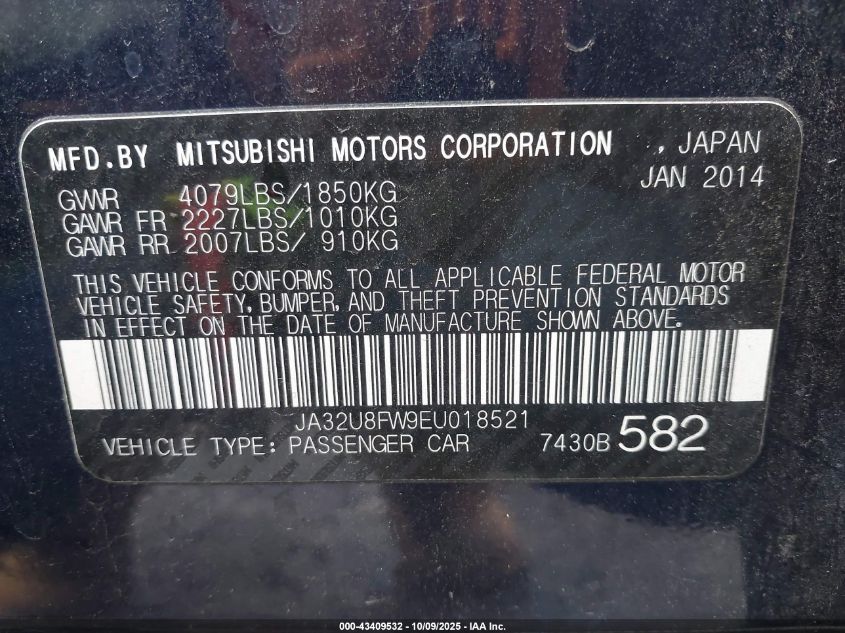 MFD.BY MITSUBISHI MOTORS CORPORATION , JAPAN
JAN 2014
GVWR 4079LBS/1850KG
GAWR FR 2227LBS/1010KG
GAWR RR 2007LBS/ 910KG
THIS VEHICLE CONFORMS TO ALL APPLICABLE FEDERAL MOTOR
VEHICLE SAFETY, BUMPER, AND THEFT PREVENTION STANDARDS
IN EFFECT ON THE DATE OF MANUFACTURE SHOWN ABOVE.
JA32U8FW9EU018521
VEHICLE TYPE: PASSENGER CAR 7430B 582
000-43409532 - 10/09/2025 - IAA Inc.